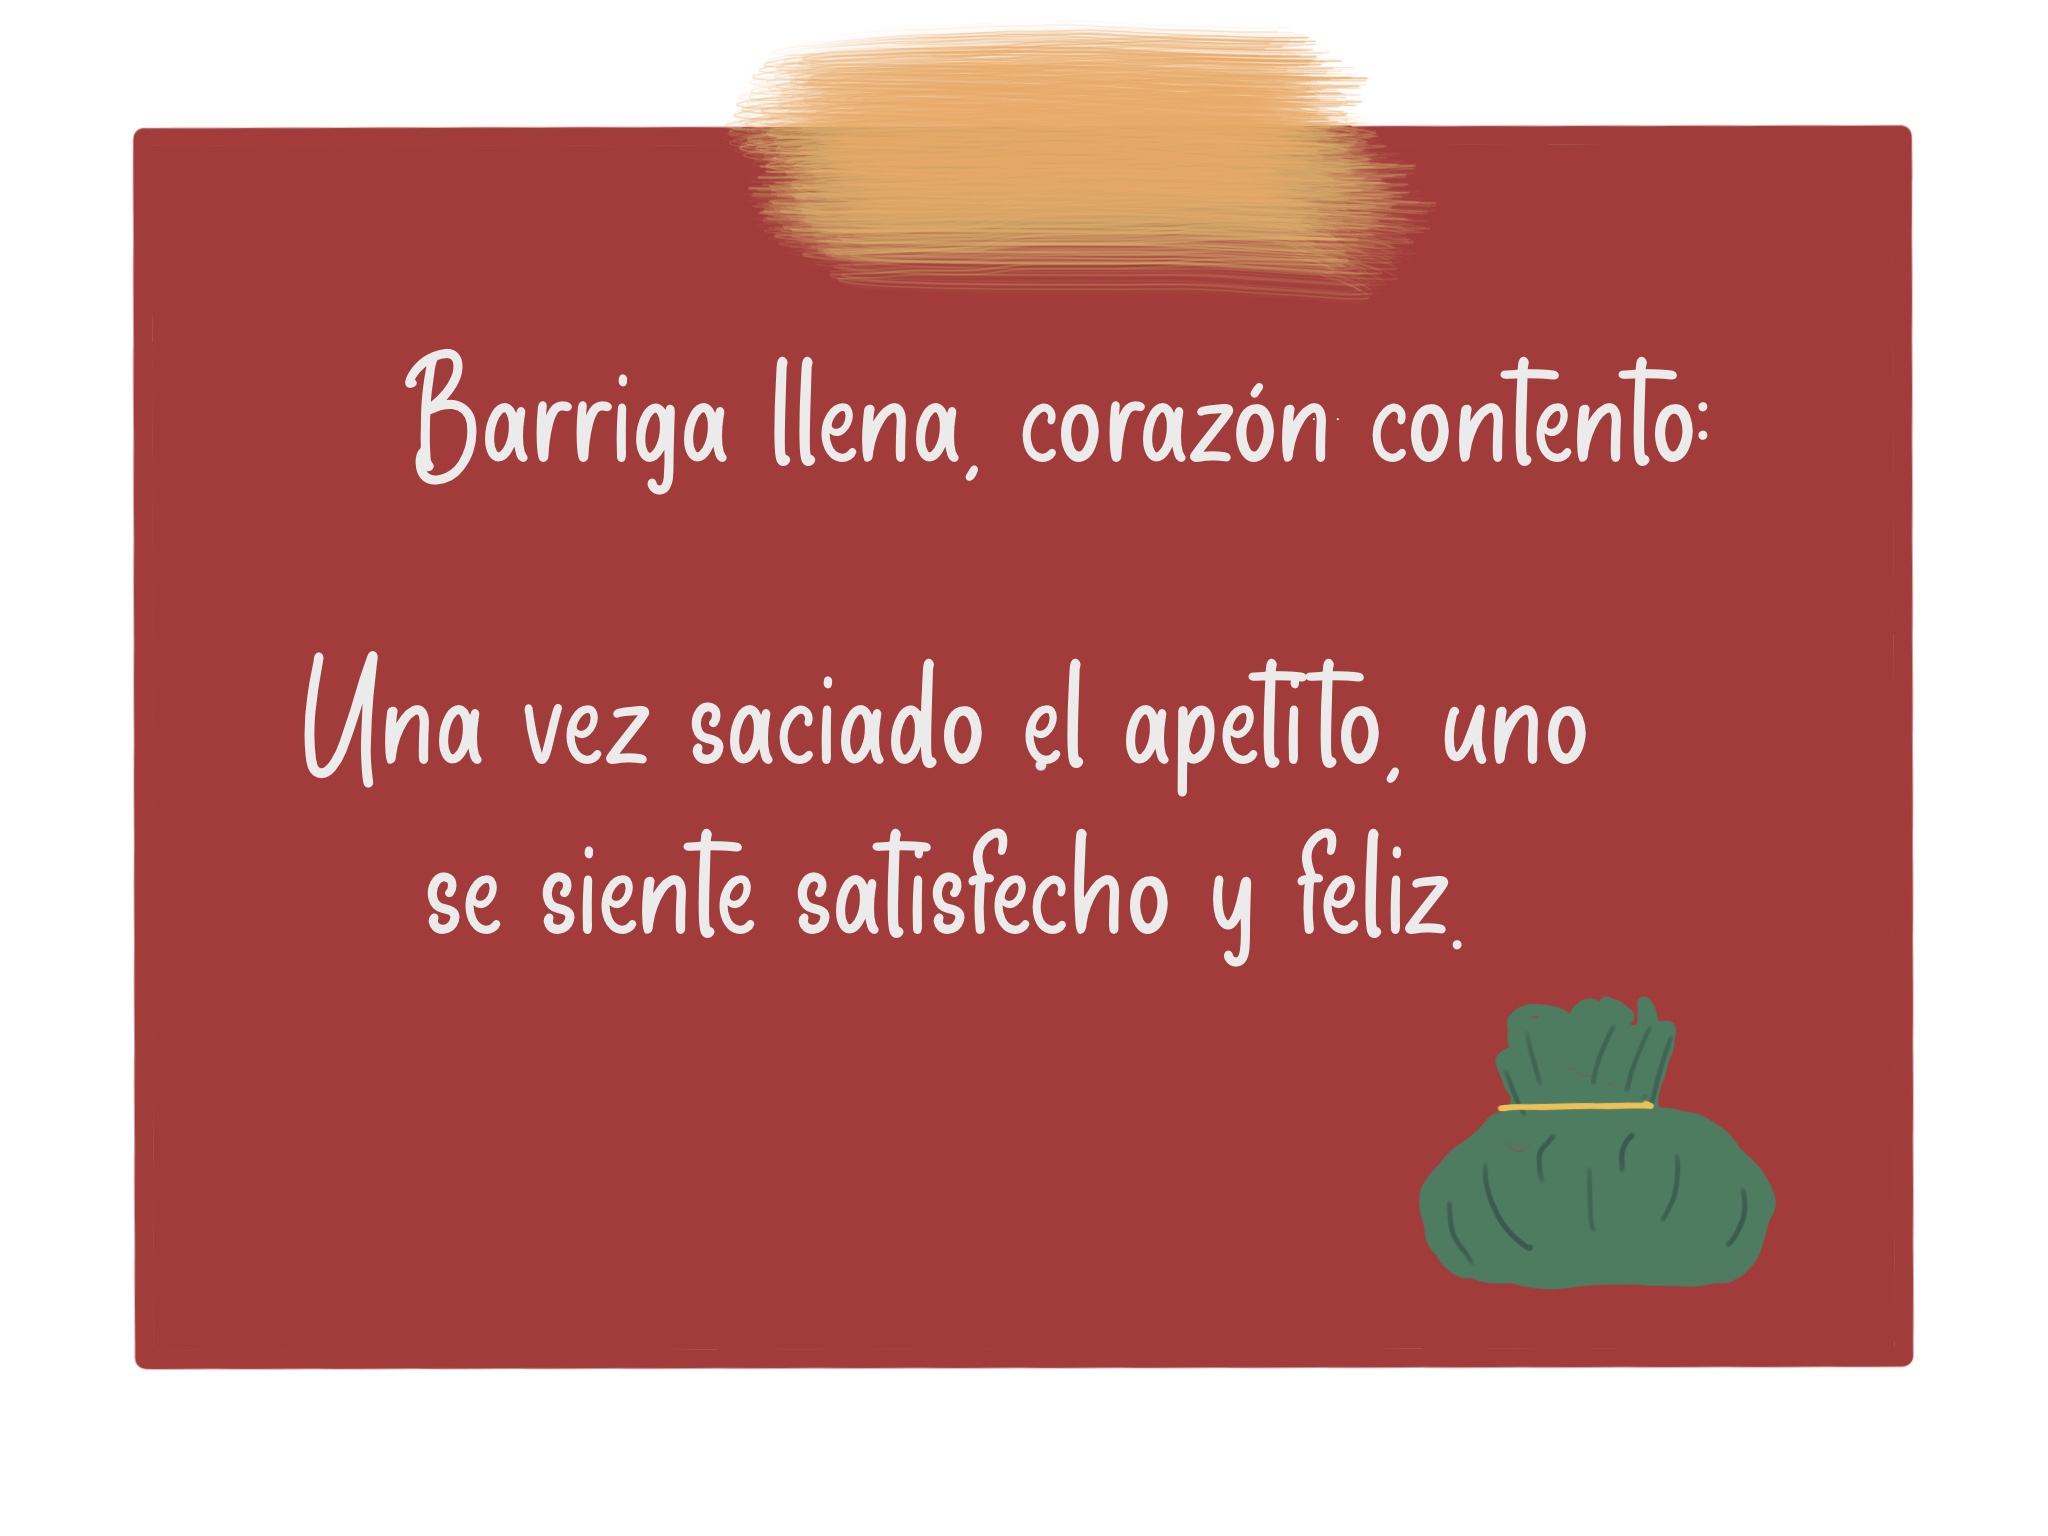 Barriga llena, corazón contento:
Una vez saciado el apetito, uno
se siente satisfecho y feliz.